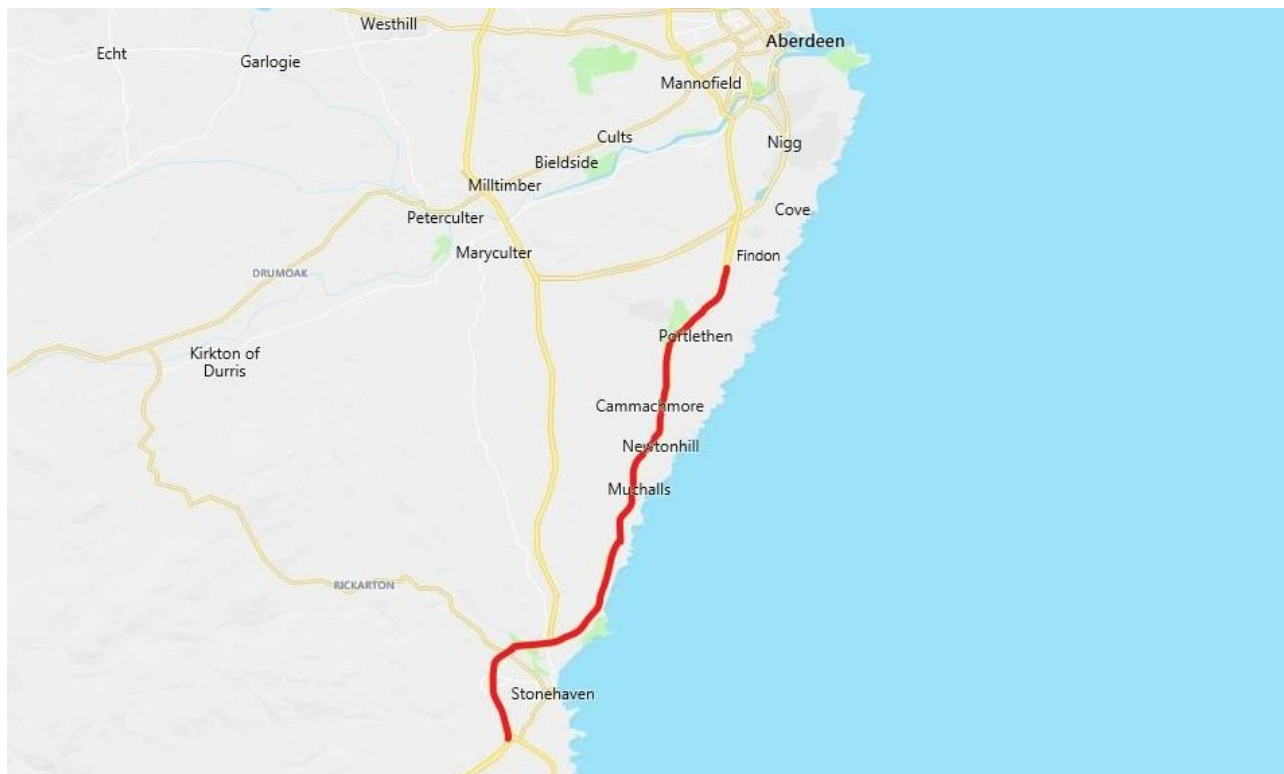 Westhill
Echt
Garlogie
Aberdeen
Mannofield
Cults
Nigg
Bieldside
Milltimber
Peterculter
Cove
Maryculter
Findon
DRUMOAK
Portlethen
Kirkton of
Durris
Cammachmore
Newtonhill
Muchalls
RICKARTON
Stonehaven